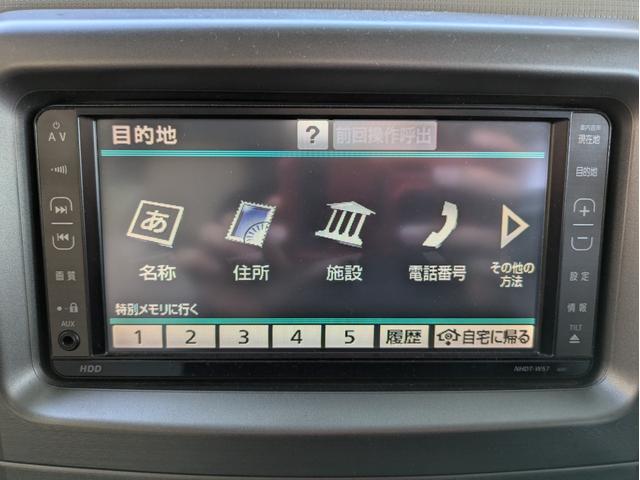 AV
画質
AUX
HDD
目的地
?
前回操作呼出
名称
住所
施設
電話番号
その他の
方法
特別メモリに行く
1 2 3 4 5 履歴 自宅に帰る
現在地
目的地
設定
情報
TILT
NHDT-W57